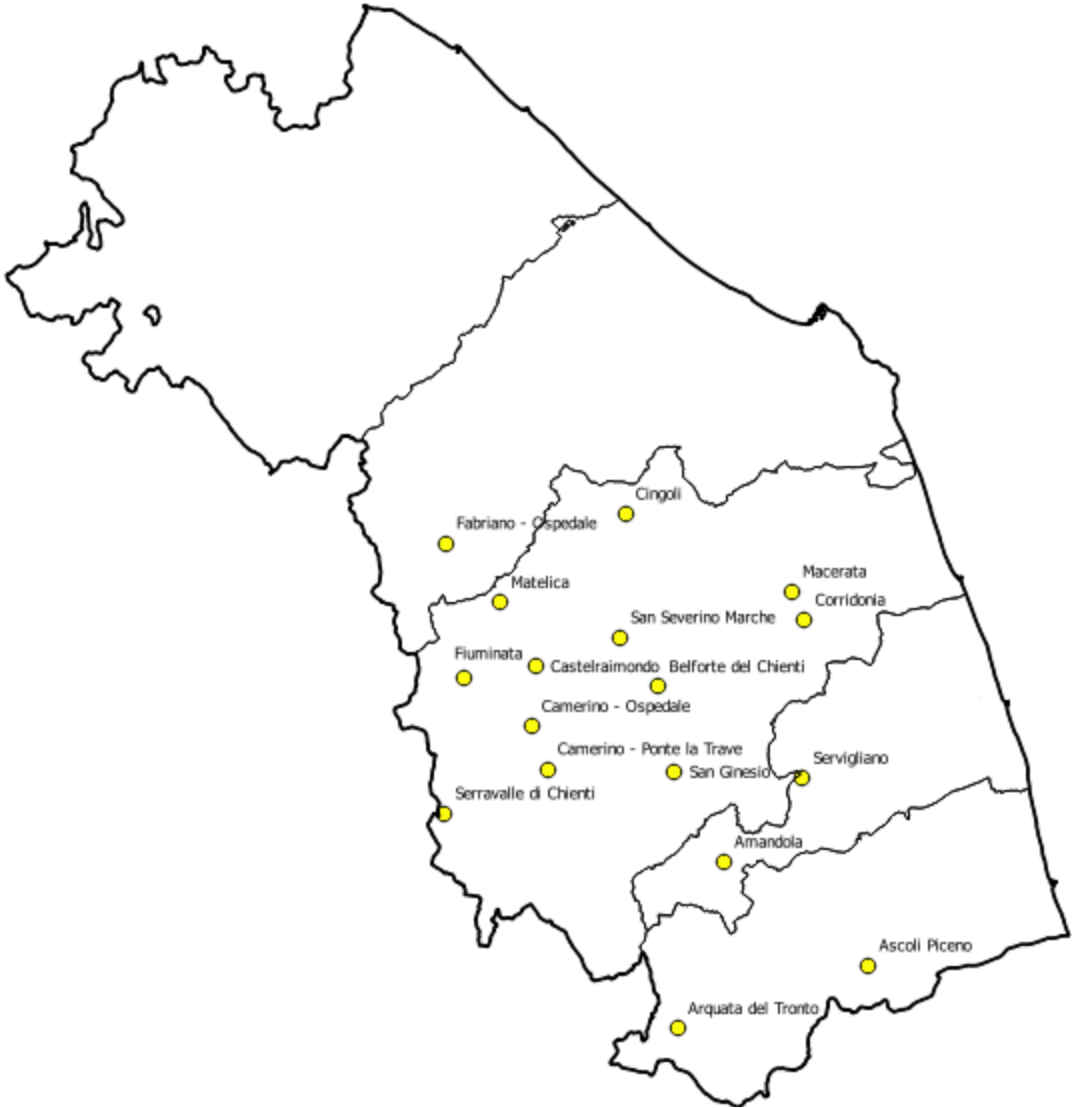 Cingoli
Fabriano - Ospedale
Macerata
Matelica
Corridonia
San Severino Marche
Fiuminata
Castelraimondo
Belforte del Chienti
Camerino - Ospedale
Camerino - Ponte la Trave
Servigliano
San Ginesio
Serravalle di Chienti
Amandola
Ascoli Piceno
Arquata del Tronto